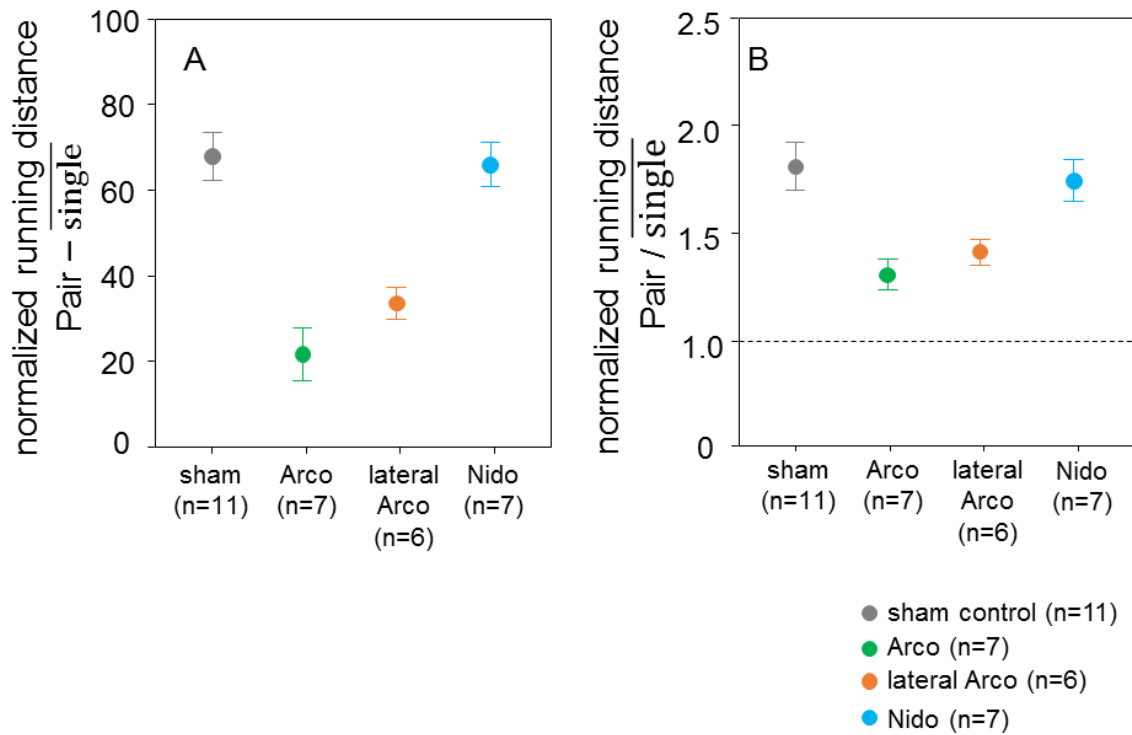 normalized running distance
Pair – single
100
80
60
40
20
0
A
sham
(n=11)
Arco
(n=7)
lateral
Arco
(n=6)
Nido
(n=7)
normalized running distance
Pair / single
2.5
2.0
1.5
1.0
0
B
sham
(n=11)
Arco
(n=7)
lateral
Arco
(n=6)
Nido
(n=7)
sham control (n=11)
Arco (n=7)
lateral Arco (n=6)
Nido (n=7)